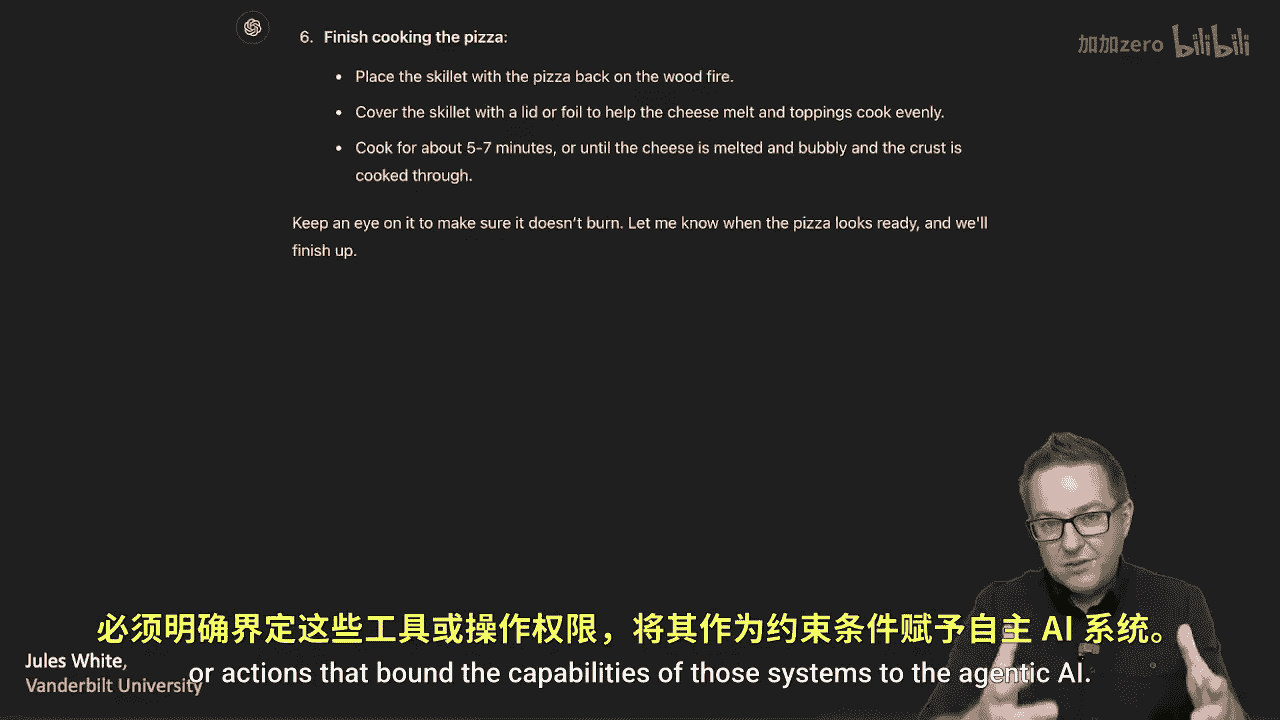 加加zero bilibili
6. Finish cooking the pizza:
• Place the skillet with the pizza back on the wood fire.
• Cover the skillet with a lid or foil to help the cheese melt and toppings cook evenly.
• Cook for about 5-7 minutes, or until the cheese is melted and bubbly and the crust is
cooked through.
Keep an eye on it to make sure it doesn’t burn. Let me know when the pizza looks ready, and we'll
finish up.
必须明确界定这些工具或操作权限，将其作为约束条件赋予自主 AI 系统。
Jules White,
or actions that bound the capabilities of those systems to the agentic AI.
Vanderbilt University